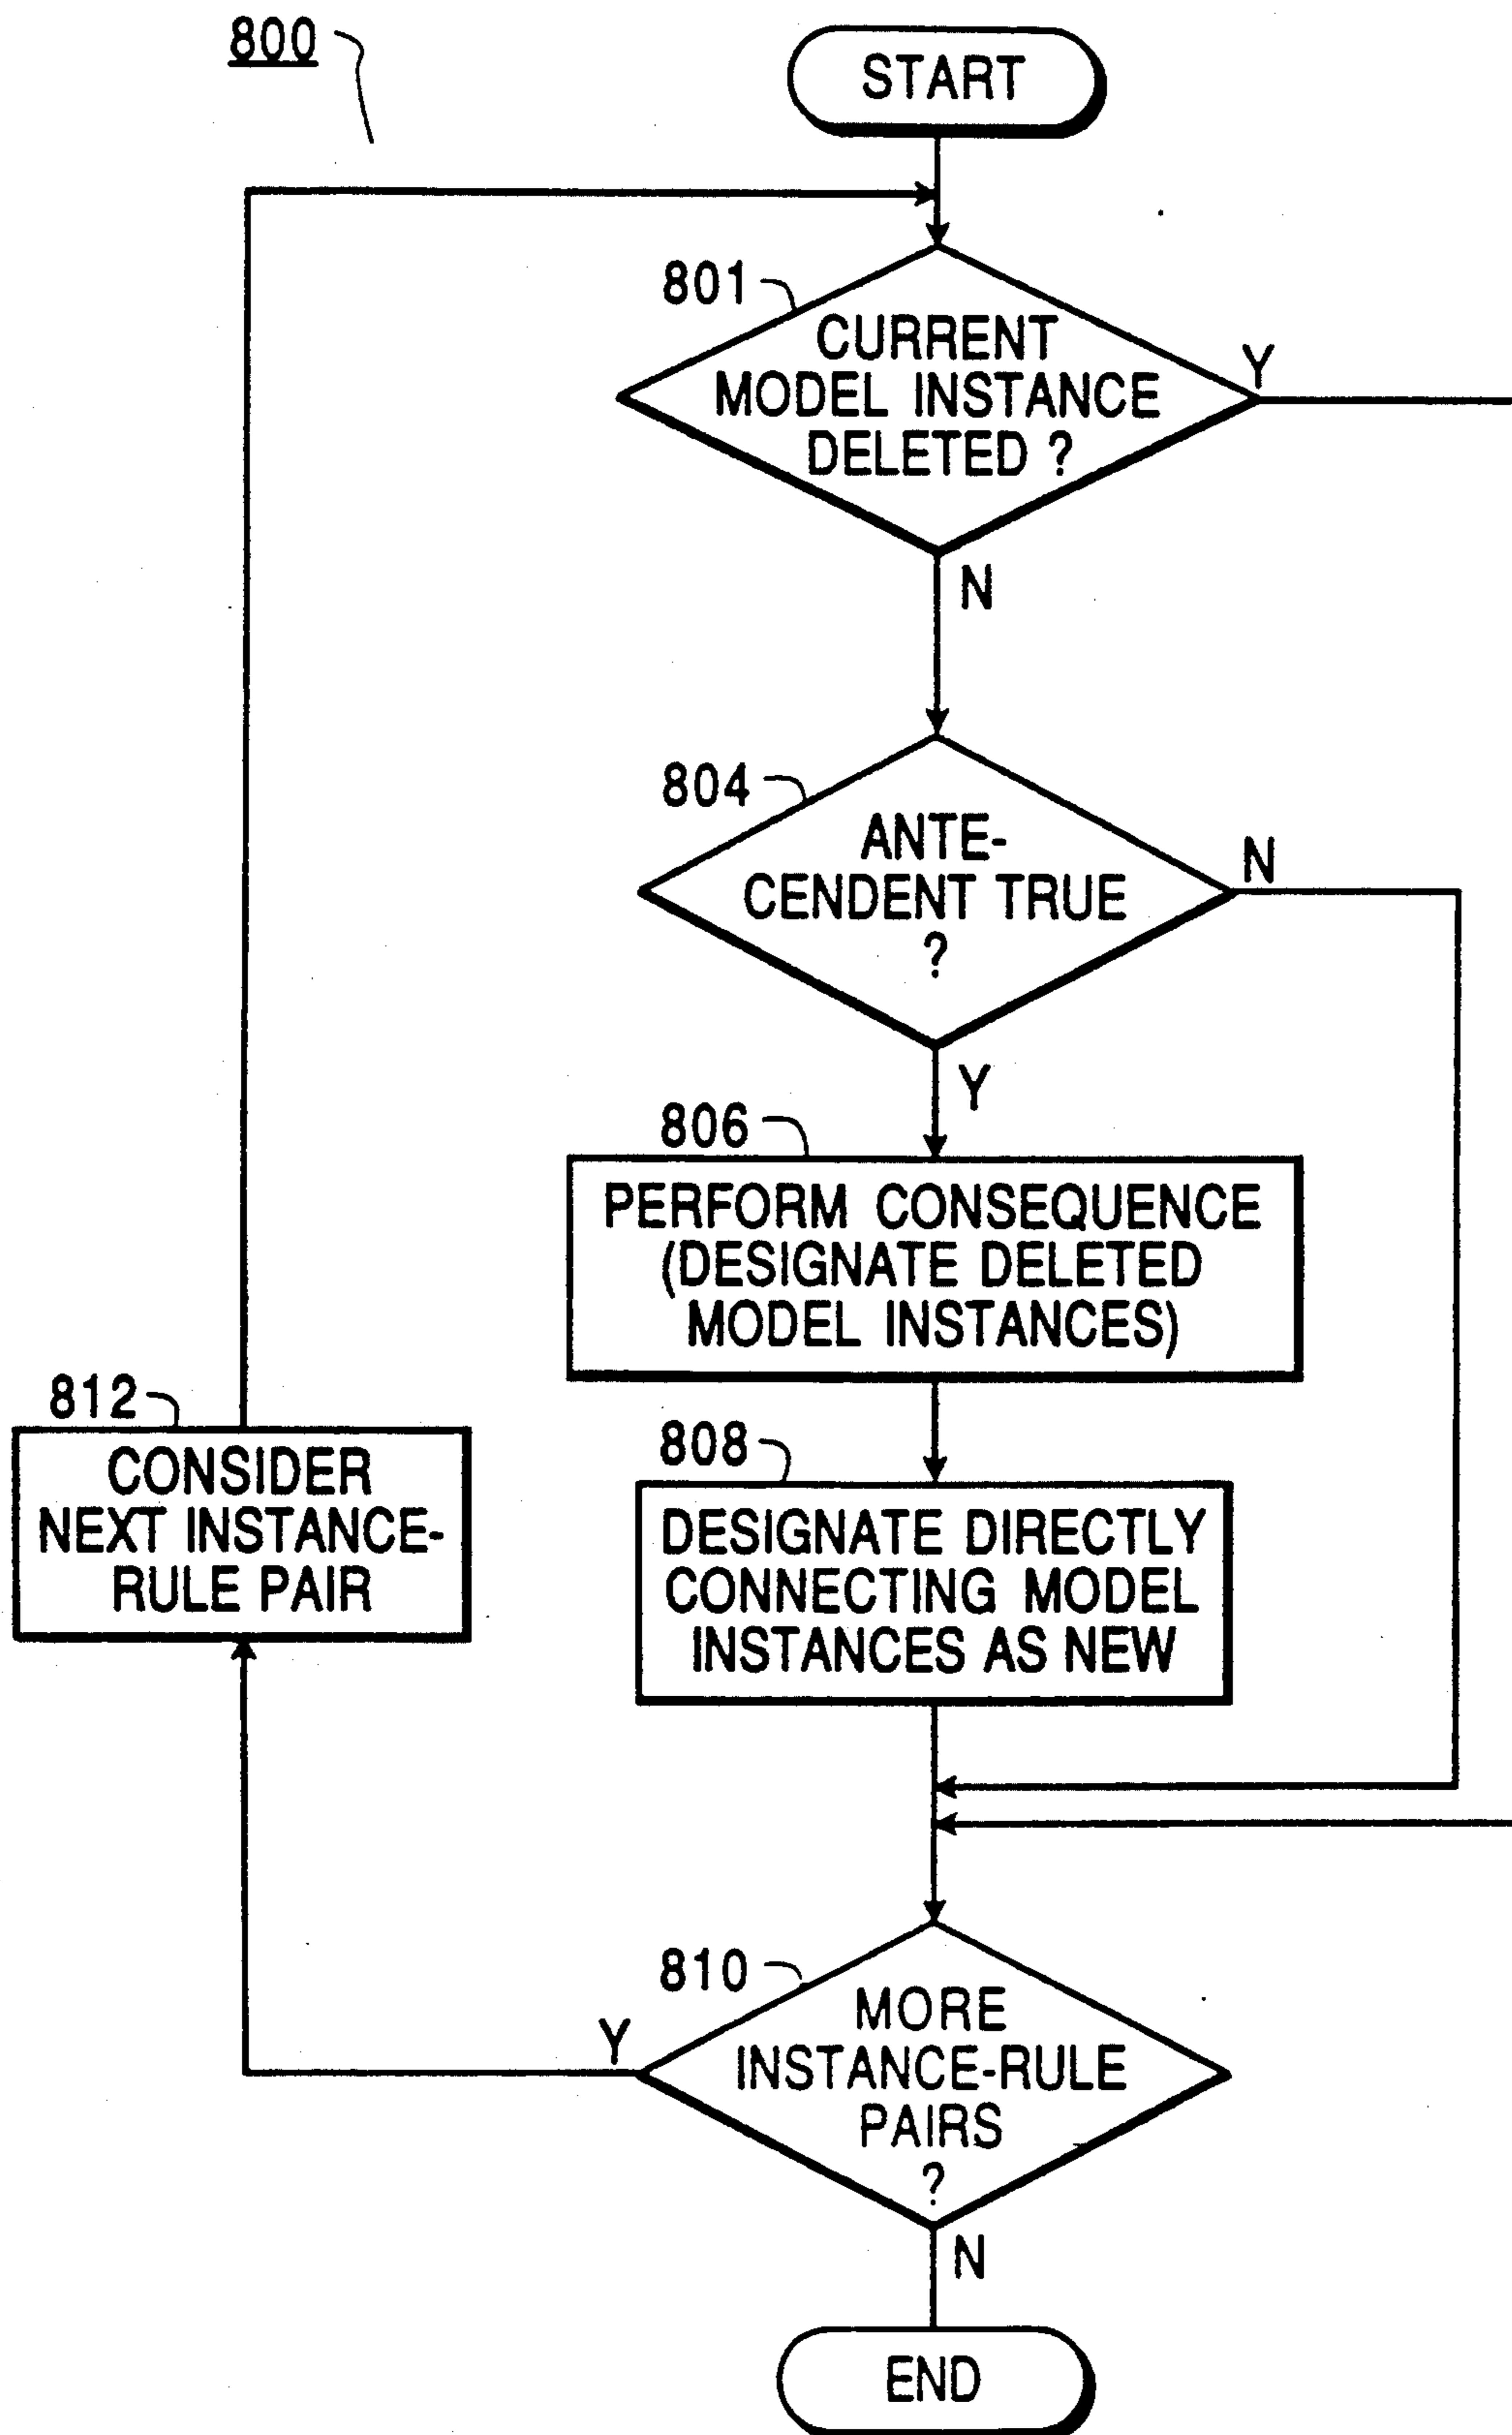 800
START
801
CURRENT
MODEL INSTANCE
DELETED ?
Y
N
804
ANTE-
CENDENT TRUE
?
N
Y
806
PERFORM CONSEQUENCE
(DESIGNATE DELETED
MODEL INSTANCES)
812
CONSIDER
NEXT INSTANCE-
RULE PAIR
808
DESIGNATE DIRECTLY
CONNECTING MODEL
INSTANCES AS NEW
810
MORE
INSTANCE-RULE
PAIRS
?
Y
N
END